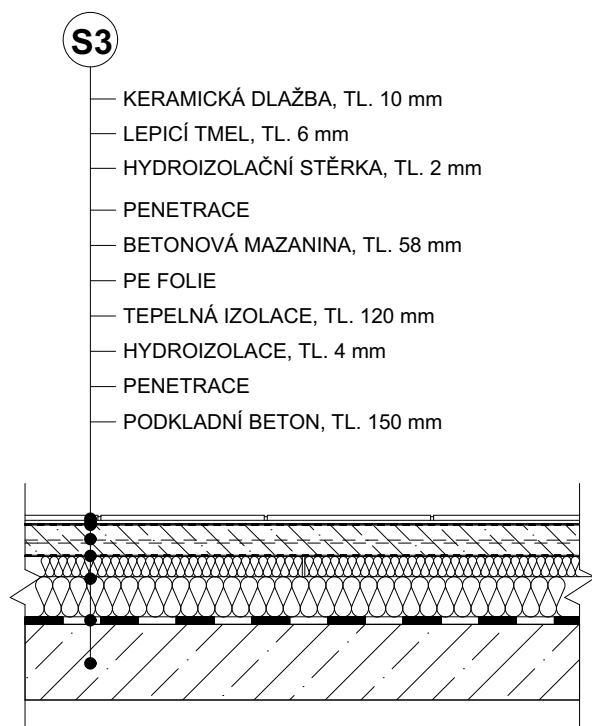 S3
KERAMICKÁ DLAŽBA, TL. 10 mm
LEPICÍ TMEL, TL. 6 mm
HYDROIZOLAČNÍ STĚRKA, TL. 2 mm
PENETRACE
BETONOVÁ MAZANINA, TL. 58 mm
PE FOLIE
TEPELNÁ IZOLACE, TL. 120 mm
HYDROIZOLACE, TL. 4 mm
PENETRACE
PODKLADNÍ BETON, TL. 150 mm